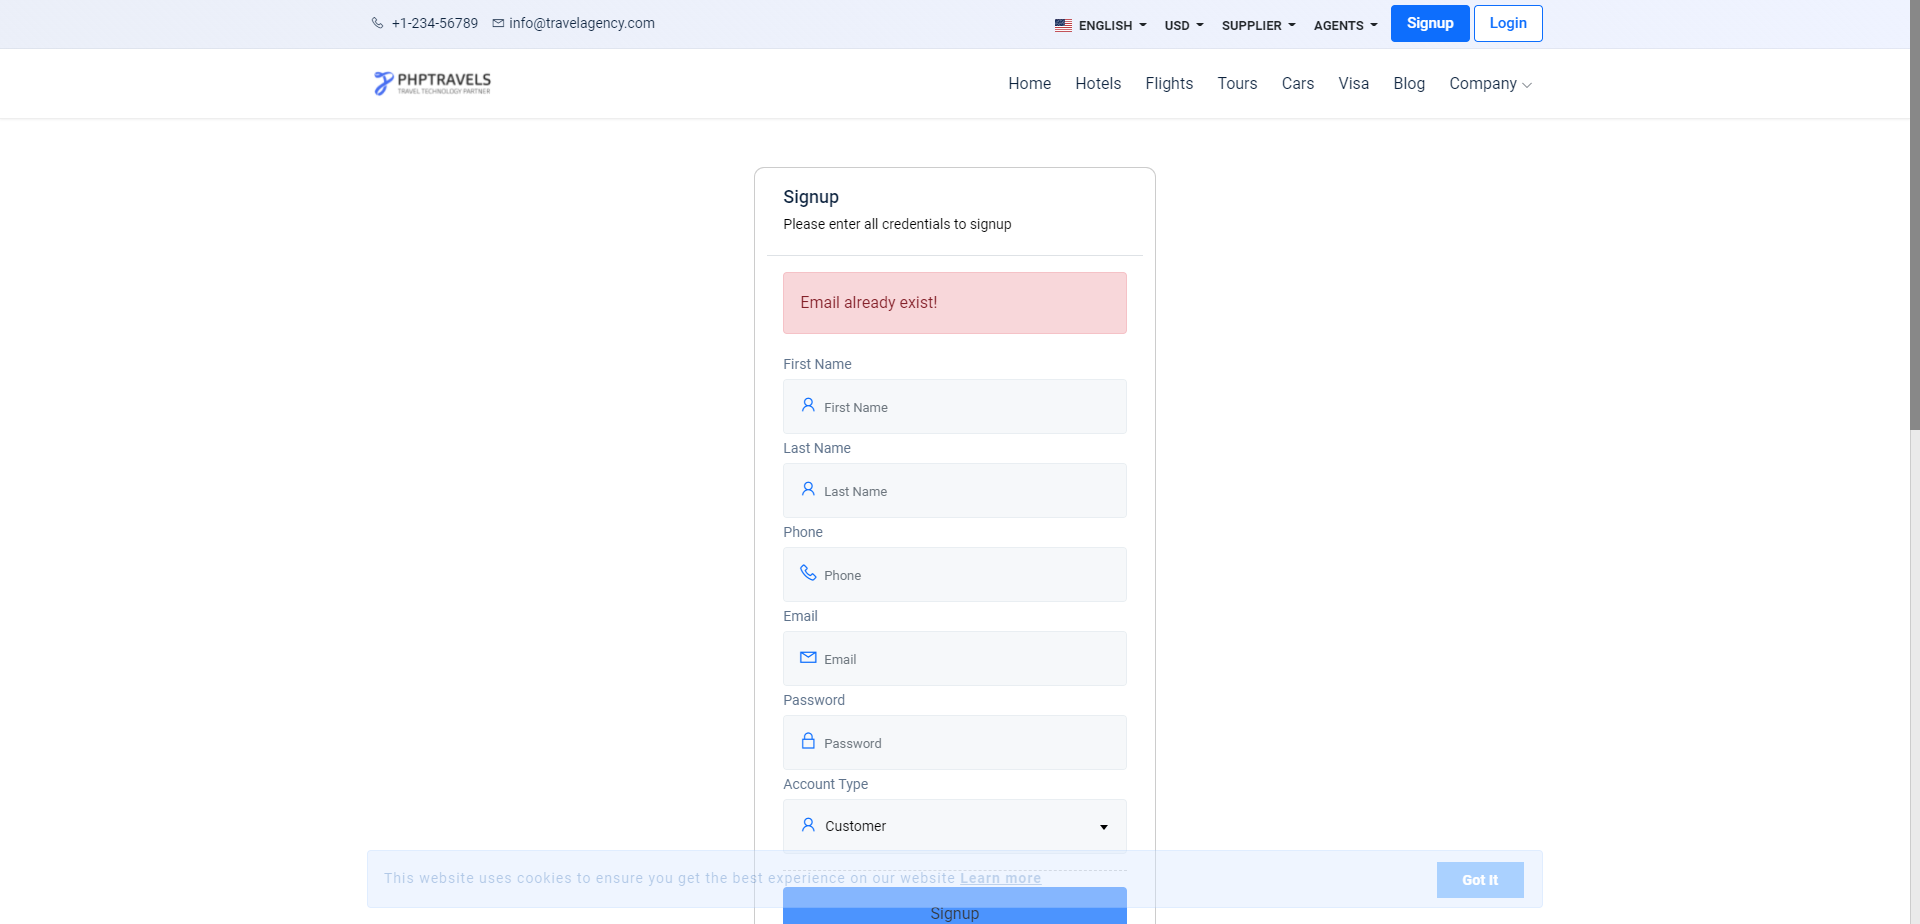 +1-234-56789 info@travelagency.com ENGLISH USD SUPPLIER AGENTS Signup Login
PHPTRAVELS
TRAVEL TECHNOLOGY PARTNER
Home Hotels Flights Tours Cars Visa Blog Company
Signup
Please enter all credentials to signup
Email already exist!
First Name
First Name
Last Name
Last Name
Phone
Phone
Email
Email
Password
Password
Account Type
Customer
This website uses cookies to ensure you get the best experience on our website Learn more Got It
Signup